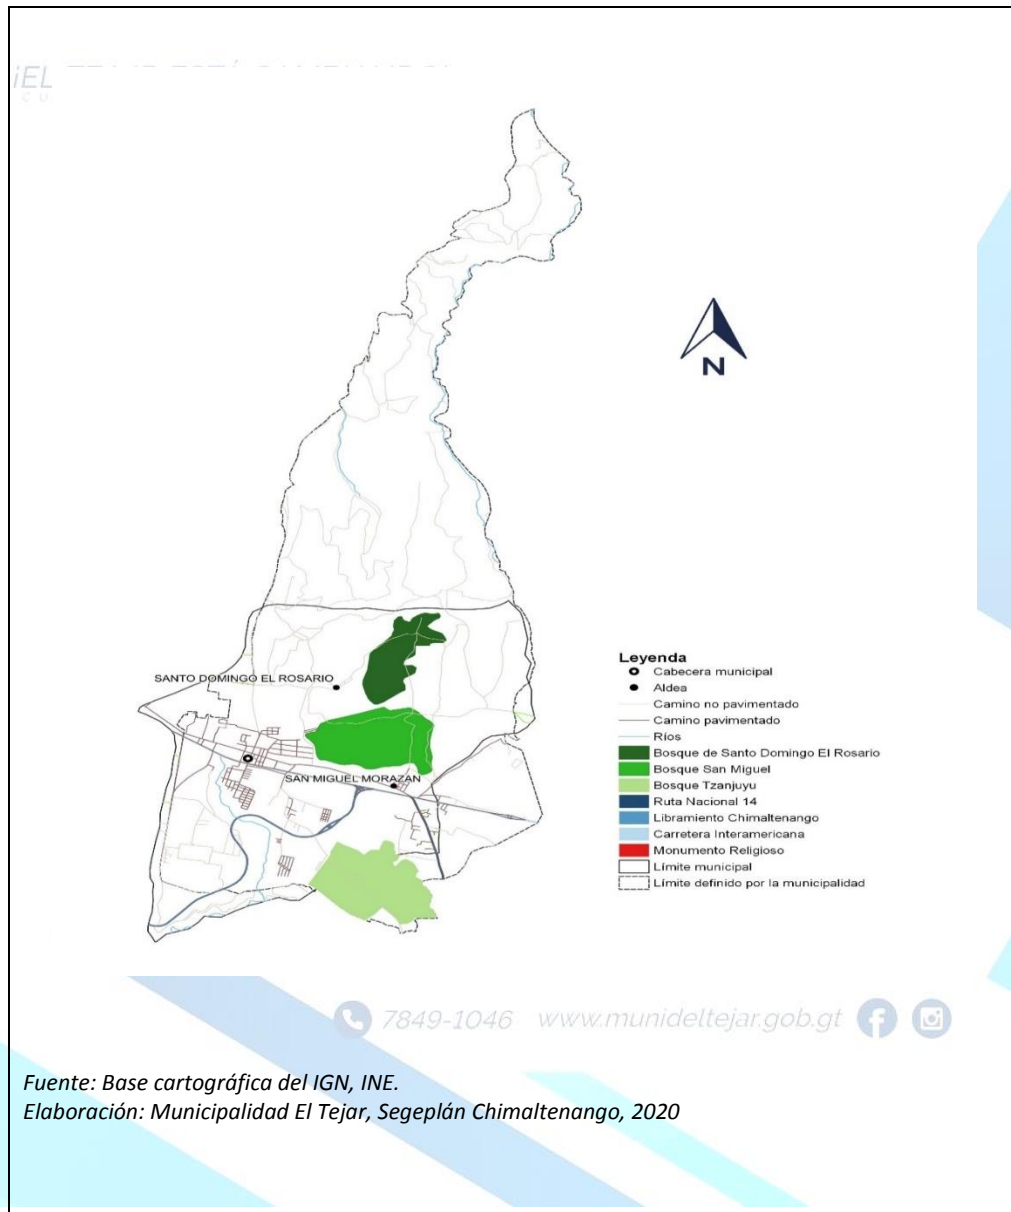 ¡EL
N
SANTO DOMINGO EL ROSARIO
SAN MIGUEL MORAZAN
Leyenda
Cabecera municipal
Aldea
Camino no pavimentado
Camino pavimentado
Ríos
Bosque de Santo Domingo El Rosario
Bosque San Miguel
Bosque Tzanjuyu
Ruta Nacional 14
Libramiento Chimaltenango
Carretera Interamericana
Monumento Religioso
Límite municipal
Límite definido por la municipalidad
7849-1046 www.munideltejar.gob.gt
Fuente: Base cartográfica del IGN, INE.
Elaboración: Municipalidad El Tejar, Segeplán Chimaltenango, 2020